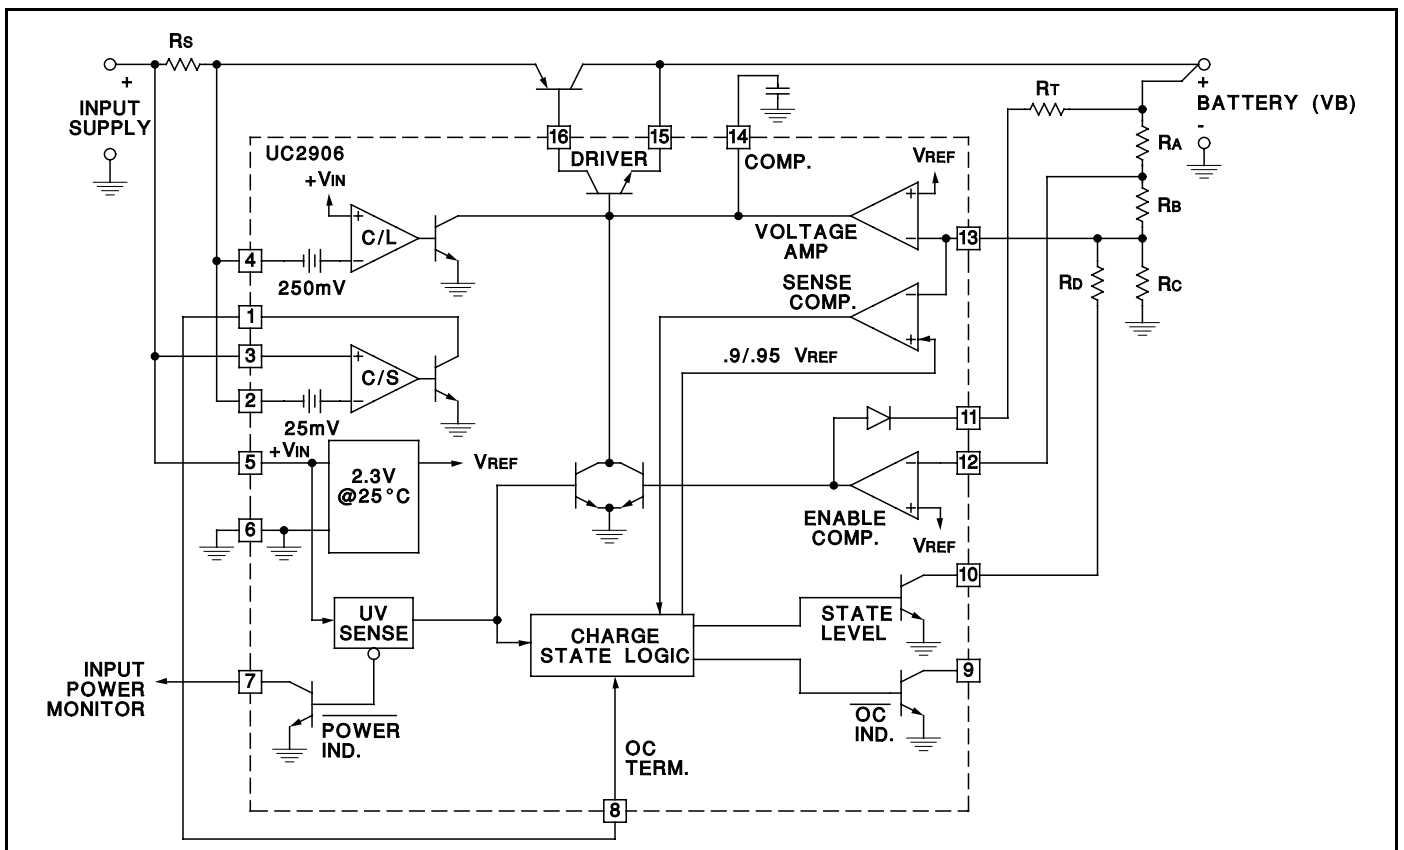 RS
+
INPUT
SUPPLY
RT
+
BATTERY (VB)
-
16
15
14
UC2906
DRIVER
COMP.
VREF
RA
+VIN
+
C/L
−
+
−
VOLTAGE
AMP
13
RB
4
250mV
SENSE
COMP.
−
+
RD
RC
1
3
+
C/S
−
.9/.95 VREF
2
25mV
11
5
+VIN
2.3V
@25°C
VREF
−
+
12
6
ENABLE
COMP.
VREF
10
UV
SENSE
CHARGE
STATE LOGIC
STATE
LEVEL
INPUT
POWER
MONITOR
7
9
POWER
IND.
OC
IND.
OC
TERM.
8